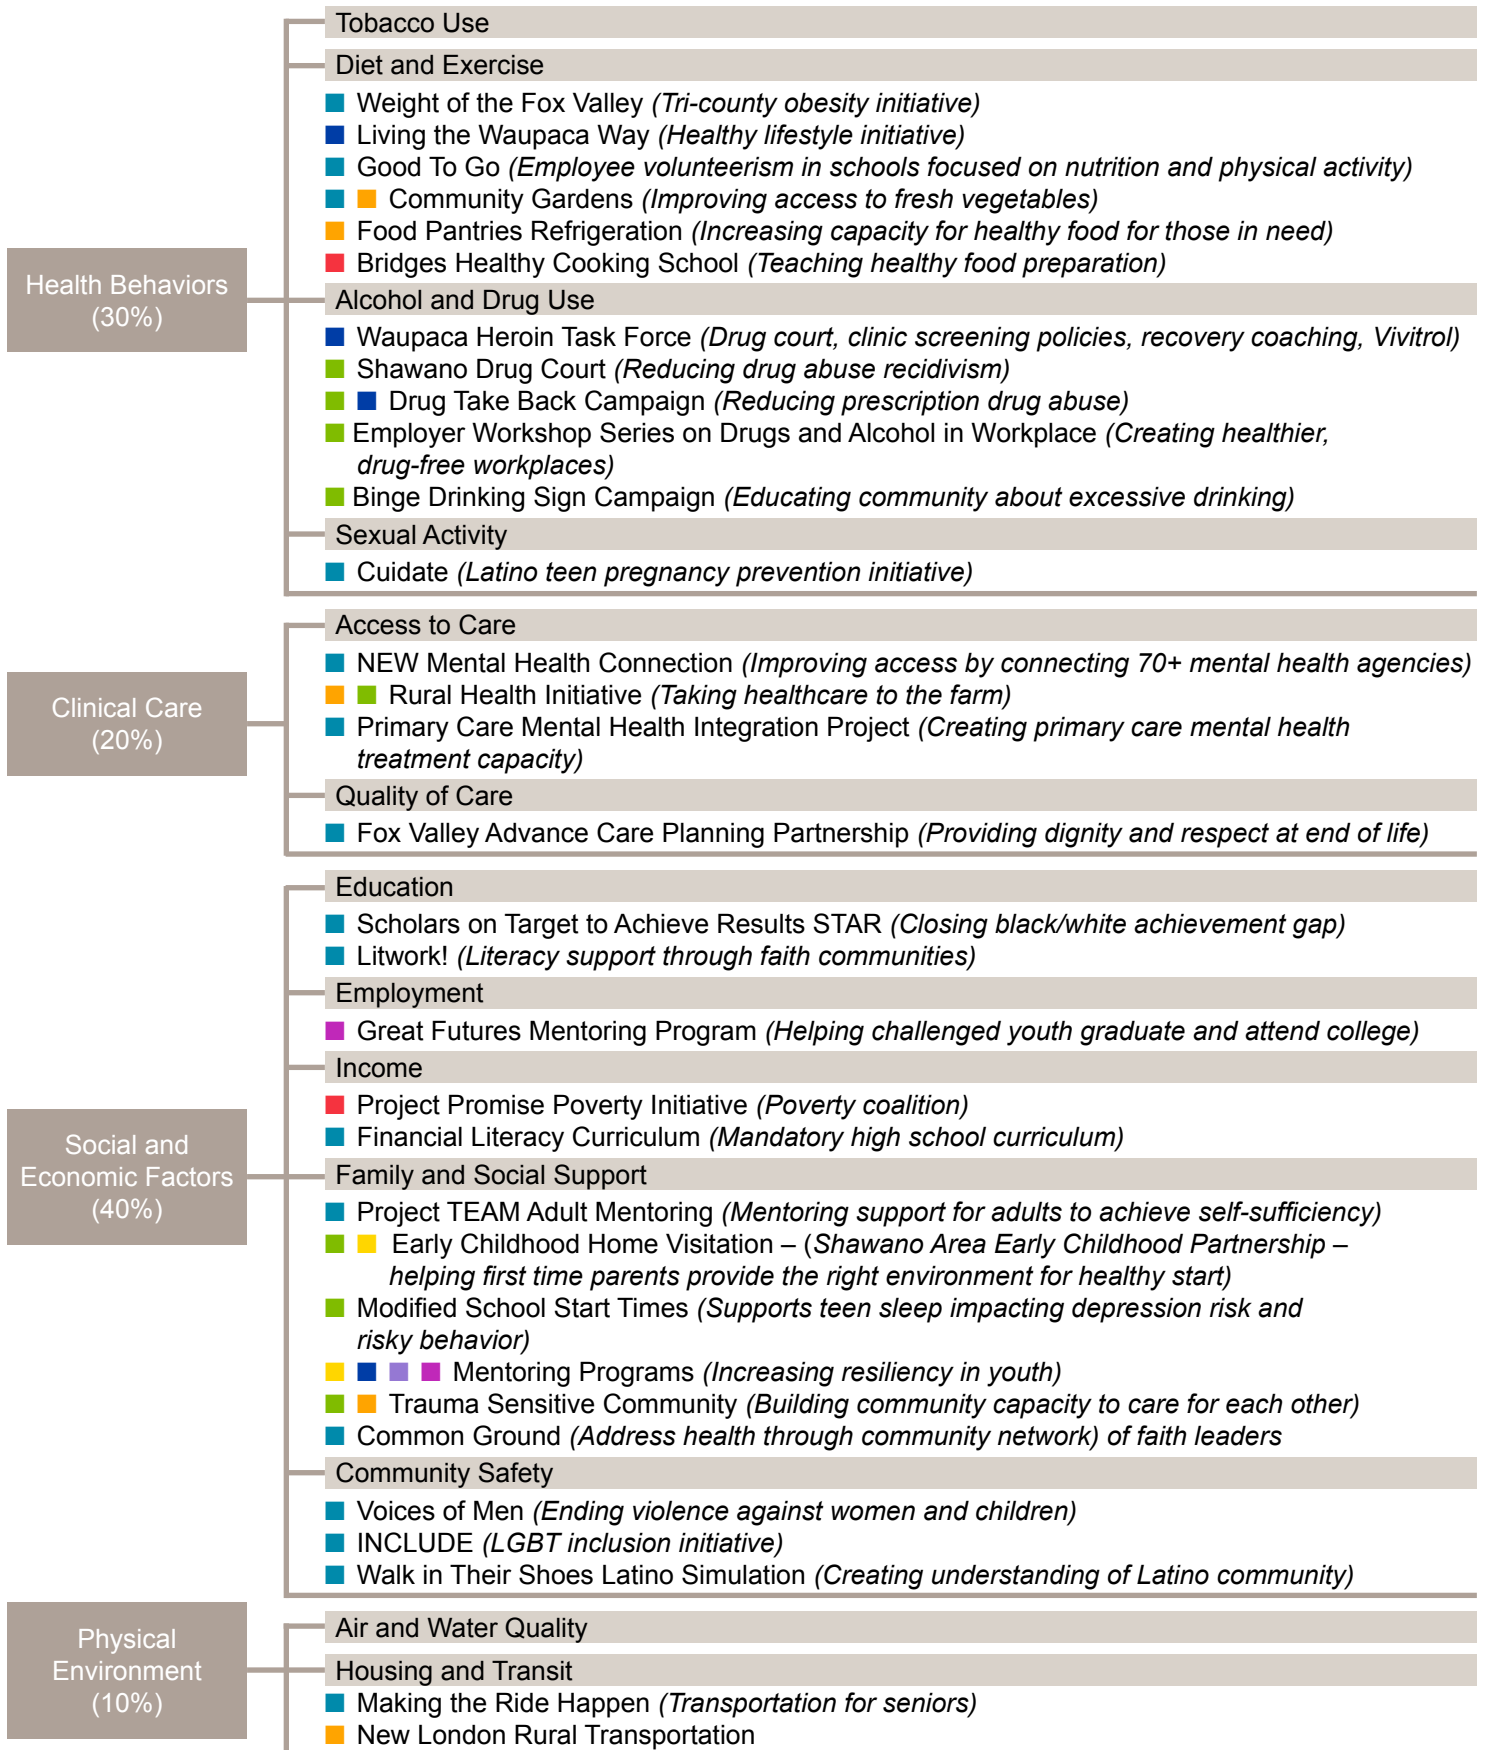 Tobacco Use
Diet and Exercise
Weight of the Fox Valley (Tri-county obesity initiative)
Living the Waupaca Way (Healthy lifestyle initiative)
Good To Go (Employee volunteerism in schools focused on nutrition and physical activity)
Community Gardens (Improving access to fresh vegetables)
Food Pantries Refrigeration (Increasing capacity for healthy food for those in need)
Bridges Healthy Cooking School (Teaching healthy food preparation)
Health Behaviors
(30%)
Alcohol and Drug Use
Waupaca Heroin Task Force (Drug court, clinic screening policies, recovery coaching, Vivitrol)
Shawano Drug Court (Reducing drug abuse recidivism)
Drug Take Back Campaign (Reducing prescription drug abuse)
Employer Workshop Series on Drugs and Alcohol in Workplace (Creating healthier,
drug-free workplaces)
Binge Drinking Sign Campaign (Educating community about excessive drinking)
Sexual Activity
Cuidate (Latino teen pregnancy prevention initiative)
Access to Care
NEW Mental Health Connection (Improving access by connecting 70+ mental health agencies)
Rural Health Initiative (Taking healthcare to the farm)
Clinical Care
(20%)
Primary Care Mental Health Integration Project (Creating primary care mental health
treatment capacity)
Quality of Care
Fox Valley Advance Care Planning Partnership (Providing dignity and respect at end of life)
Education
Scholars on Target to Achieve Results STAR (Closing black/white achievement gap)
Litwork! (Literacy support through faith communities)
Employment
Great Futures Mentoring Program (Helping challenged youth graduate and attend college)
Income
Project Promise Poverty Initiative (Poverty coalition)
Financial Literacy Curriculum (Mandatory high school curriculum)
Social and
Economic Factors
(40%)
Family and Social Support
Project TEAM Adult Mentoring (Mentoring support for adults to achieve self-sufficiency)
Early Childhood Home Visitation – (Shawano Area Early Childhood Partnership –
helping first time parents provide the right environment for healthy start)
Modified School Start Times (Supports teen sleep impacting depression risk and
risky behavior)
Mentoring Programs (Increasing resiliency in youth)
Trauma Sensitive Community (Building community capacity to care for each other)
Common Ground (Address health through community network) of faith leaders
Community Safety
Voices of Men (Ending violence against women and children)
INCLUDE (LGBT inclusion initiative)
Walk in Their Shoes Latino Simulation (Creating understanding of Latino community)
Physical
Environment
(10%)
Air and Water Quality
Housing and Transit
Making the Ride Happen (Transportation for seniors)
New London Rural Transportation